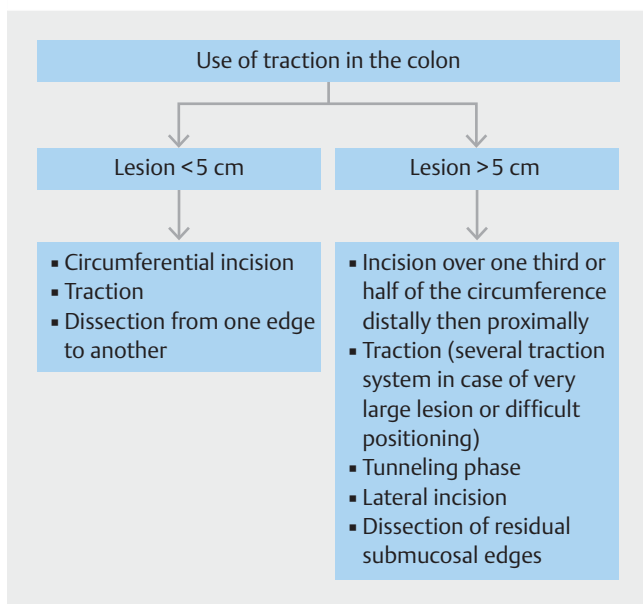 Use of traction in the colon
Lesion <5 cm
▪ Circumferential incision
▪ Traction
▪ Dissection from one edge
to another
Lesion >5 cm
▪ Incision over one third or
half of the circumference
distally then proximally
▪ Traction (several traction
system in case of very
large lesion or difficult
positioning)
▪ Tunneling phase
▪ Lateral incision
▪ Dissection of residual
submucosal edges